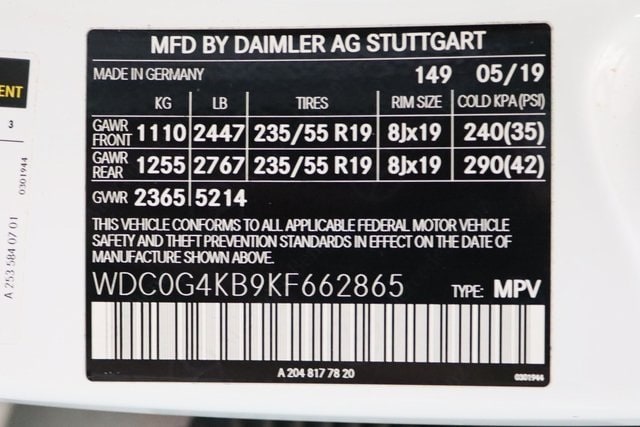 MFD BY DAIMLER AG STUTTGART
MADE IN GERMANY 149 05/19
KG LB TIRES RIM SIZE COLD KPA (PSI)
GAWR FRONT 1110 2447 235/55 R19 8Jx19 240(35)
GAWR REAR 1255 2767 235/55 R19 8Jx19 290(42)
GVWR 2365 5214
THIS VEHICLE CONFORMS TO ALL APPLICABLE FEDERAL MOTOR VEHICLE
SAFETY AND THEFT PREVENTION STANDARDS IN EFFECT ON THE DATE OF
MANUFACTURE SHOWN ABOVE.
WDC0G4KB9KF662865 TYPE: MPV
A 204 817 78 20 0301944
ENT
3
0301944
A 253 584 07 01